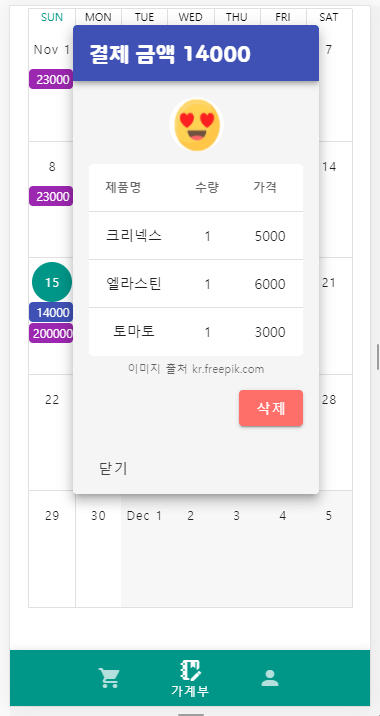 SUN MON TUE WED THU FRI SAT
Nov 1 7
결제 금액 14000
23000
제품명 수량 가격
8 14
23000
크리넥스 1 5000
15 21
엘라스틴 1 6000
14000
200000
토마토 1 3000
이미지 출처 kr.freepik.com
22 28
삭제
닫기
29 30 Dec 1 2 3 4 5
가계부